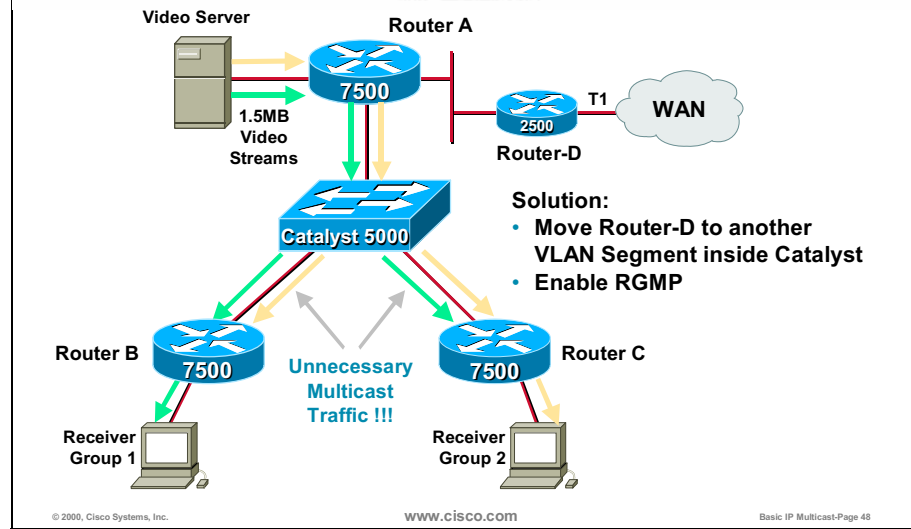 Video Server
Router A
7500
1.5MB
Video
Streams
T1
WAN
2500
Router-D
Catalyst 5000
Solution:
• Move Router-D to another
VLAN Segment inside Catalyst
• Enable RGMP
Router B
7500
Unnecessary
Multicast
Traffic !!!
7500
Router C
Receiver
Group 1
Receiver
Group 2
© 2000, Cisco Systems, Inc.
www.cisco.com
Basic IP Multicast-Page 48